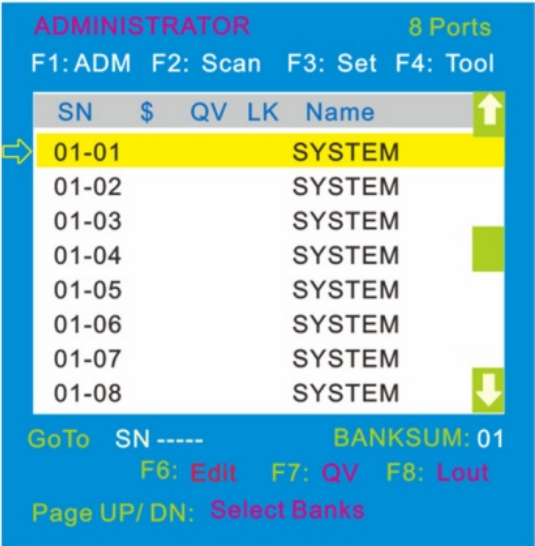 ADMINISTRATOR 8 Ports
F1: ADM F2: Scan F3: Set F4: Tool
SN $ QV LK Name
01-01 SYSTEM
01-02 SYSTEM
01-03 SYSTEM
01-04 SYSTEM
01-05 SYSTEM
01-06 SYSTEM
01-07 SYSTEM
01-08 SYSTEM
GoTo SN ----- BANKSUM: 01
F6: Edit F7: QV F8: Lout
Page UP/ DN: Select Banks